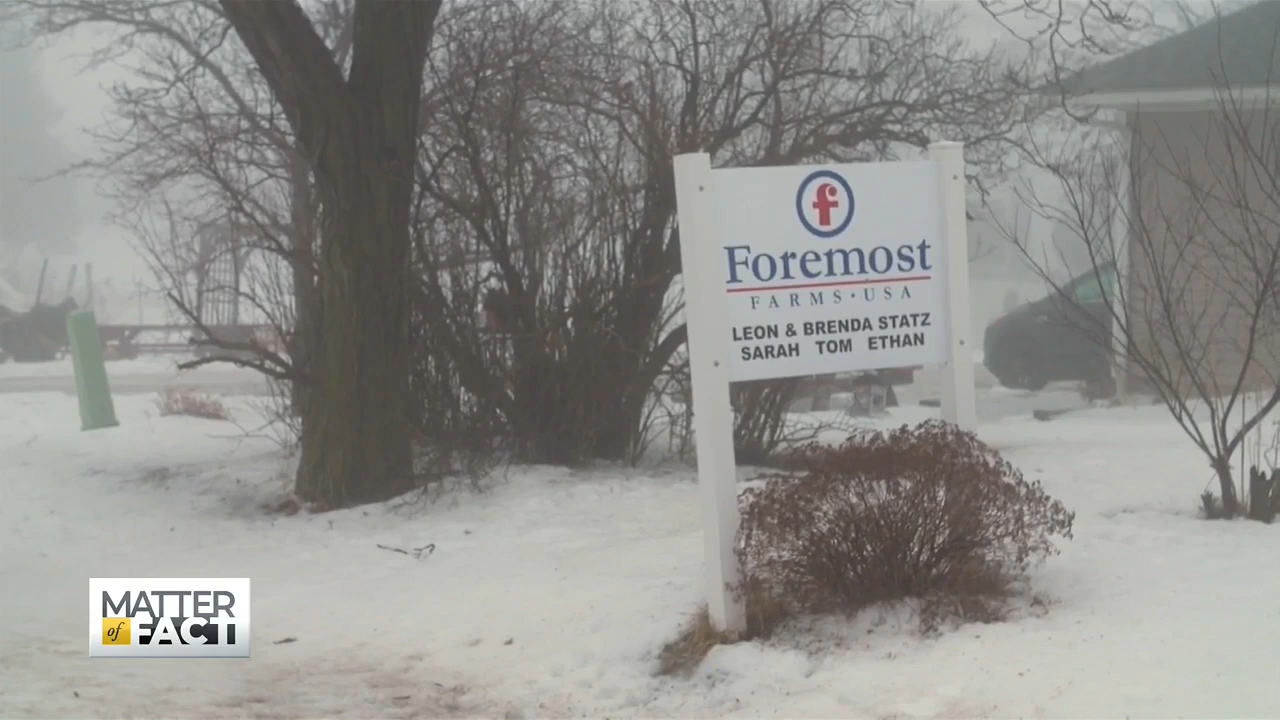 f
Foremost
FARMS · USA
LEON & BRENDA STATZ
SARAH TOM ETHAN
MATTER
of FACT